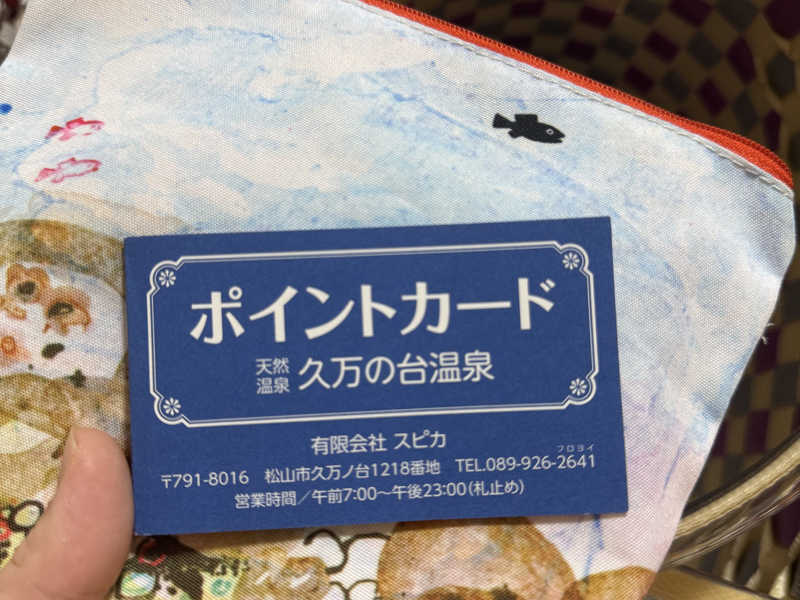 ポイントカード
天然温泉 久万の台温泉
有限会社 スピカ
フロヨイ
〒791-8016 松山市久万ノ台1218番地 TEL.089-926-2641
営業時間／午前7:00〜午後23:00(札止め)